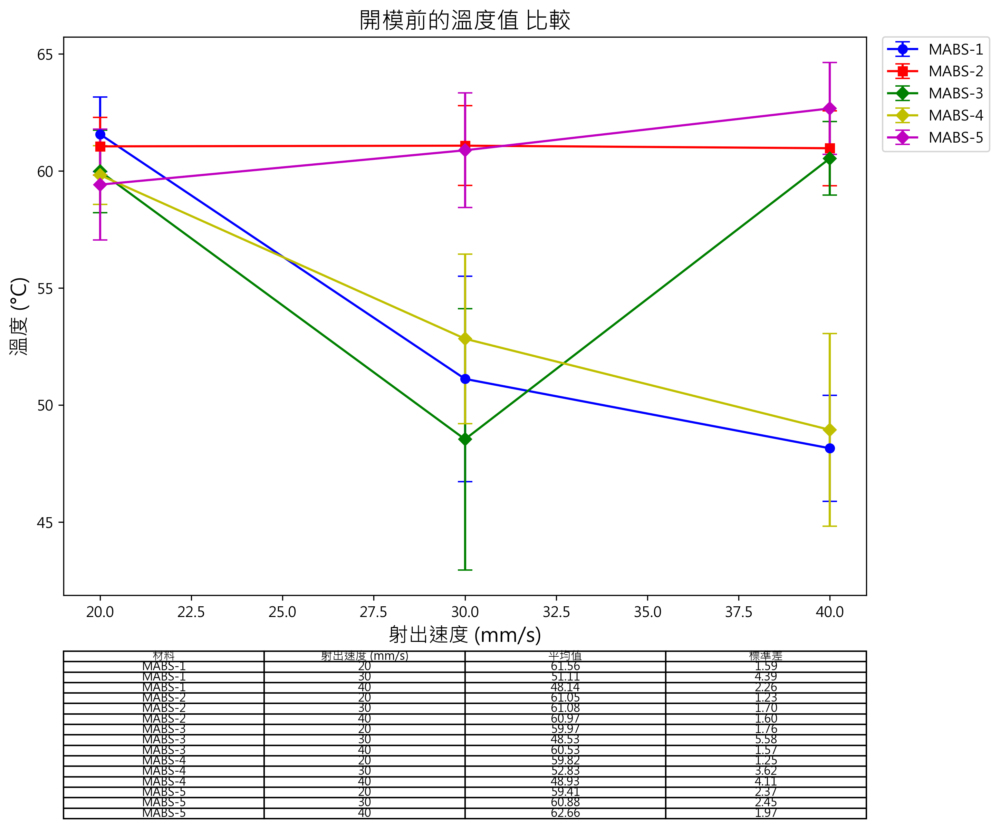 開模前的溫度值 比較
65
60
55
50
45
溫度 (°C)
MABS-1
MABS-2
MABS-3
MABS-4
MABS-5
20.0 22.5 25.0 27.5 30.0 32.5 35.0 37.5 40.0
射出速度 (mm/s)
材料 射出速度 (mm/s) 平均值 標準差
MABS-1 20 61.56 1.59
MABS-1 30 51.11 4.39
MABS-1 40 48.14 2.26
MABS-2 20 61.05 1.23
MABS-2 30 61.08 1.70
MABS-2 40 60.97 1.60
MABS-3 20 59.97 1.76
MABS-3 30 48.53 5.58
MABS-3 40 60.53 1.57
MABS-4 20 59.82 1.25
MABS-4 30 52.83 3.62
MABS-4 40 48.93 4.11
MABS-5 20 59.41 2.37
MABS-5 30 60.88 2.45
MABS-5 40 62.66 1.97